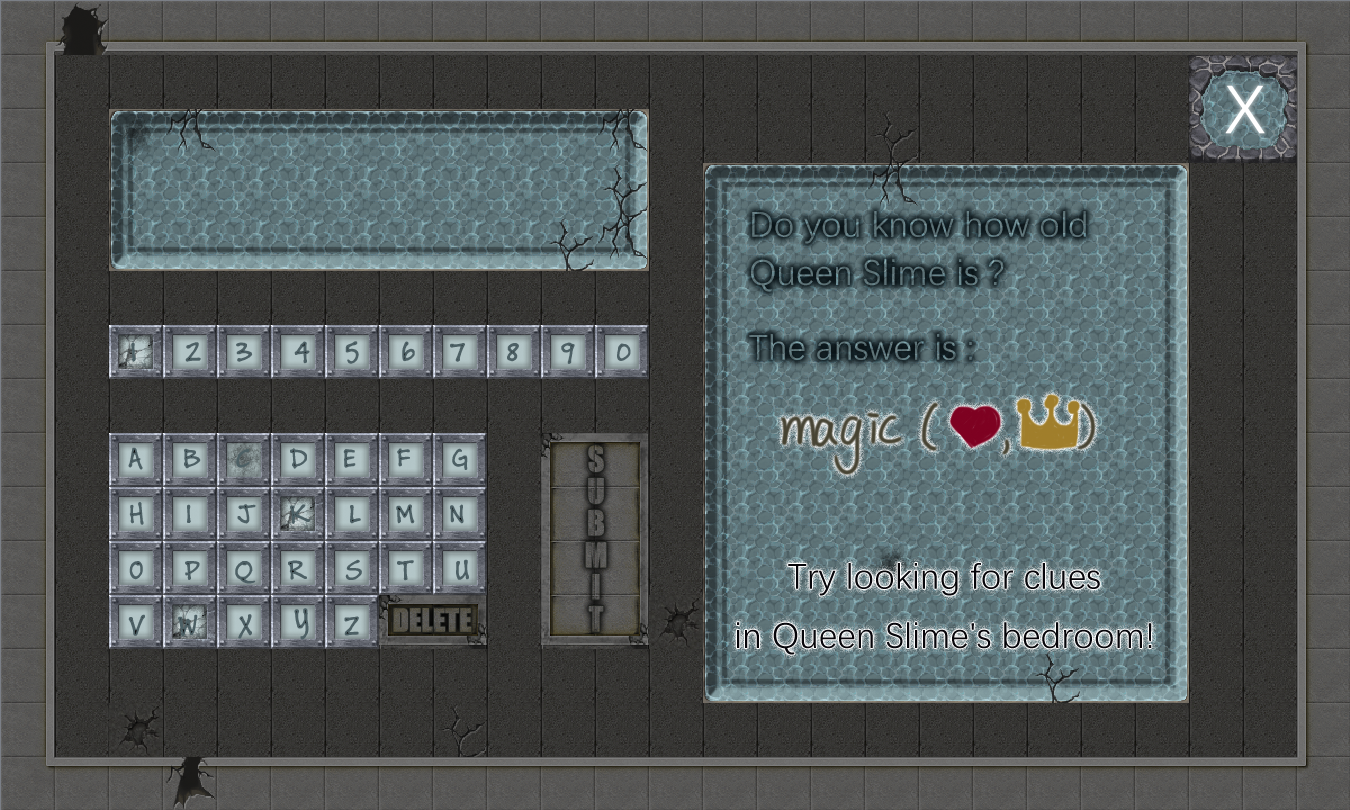 X
Do you know how old
Queen Slime is ?
The answer is :
magic ( , )
Try looking for clues
in Queen Slime's bedroom!
1 2 3 4 5 6 7 8 9 0
A B C D E F G
H I J K L M N
O P Q R S T U
V W X Y Z DELETE
SUBMIT